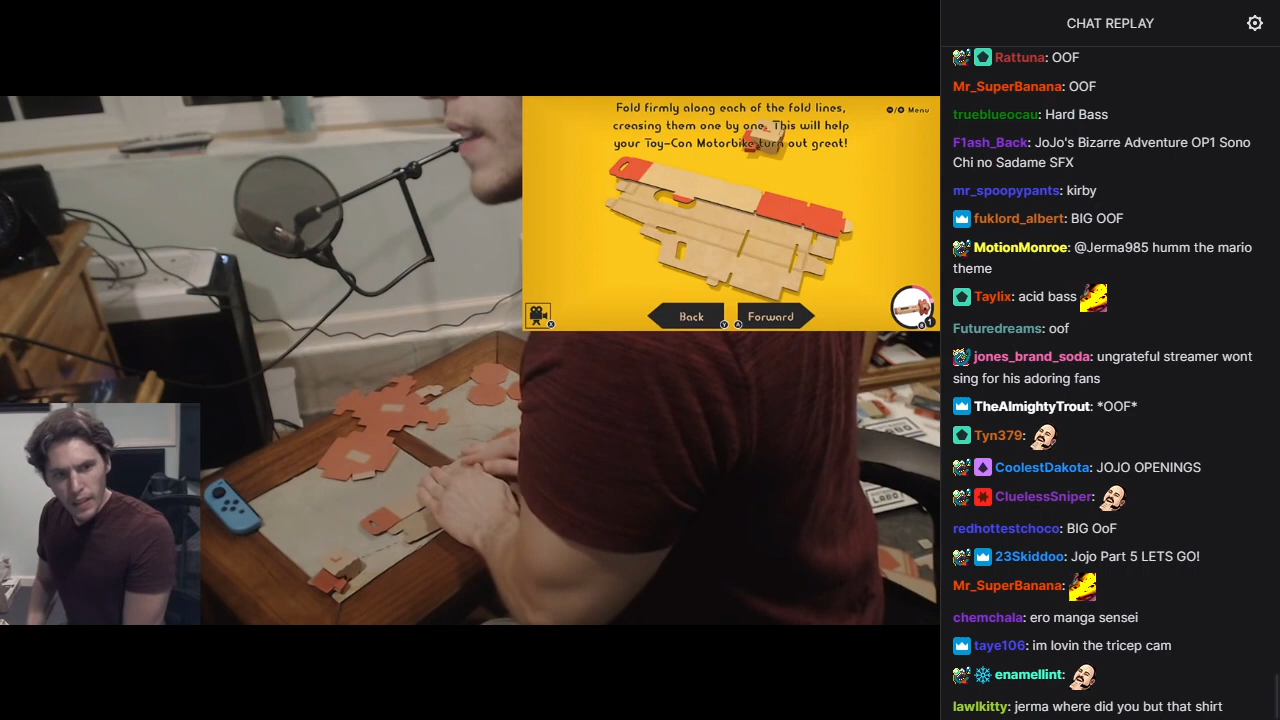 Fold firmly along each of the fold lines,
creasing them one by one. This will help
your Toy-Con Motorbike turn out great!
Menu
Back
Forward
LABO
CHAT REPLAY
Rattuna: OOF
Mr_SuperBanana: OOF
trueblueocau: Hard Bass
F1ash_Back: JoJo's Bizarre Adventure OP1 Sono
Chi no Sadame SFX
mr_spoopypants: kirby
fuklord_albert: BIG OOF
MotionMonroe: @Jerma985 humm the mario
theme
Taylix: acid bass
Futuredreams: oof
jones_brand_soda: ungrateful streamer wont
sing for his adoring fans
TheAlmightyTrout: *OOF*
Tyn379:
CoolestDakota: JOJO OPENINGS
CluelessSniper:
redhottestchoco: BIG OoF
23Skiddoo: Jojo Part 5 LETS GO!
Mr_SuperBanana:
chemchala: ero manga sensei
taye106: im lovin the tricep cam
enamellint:
lawlkitty: jerma where did you but that shirt